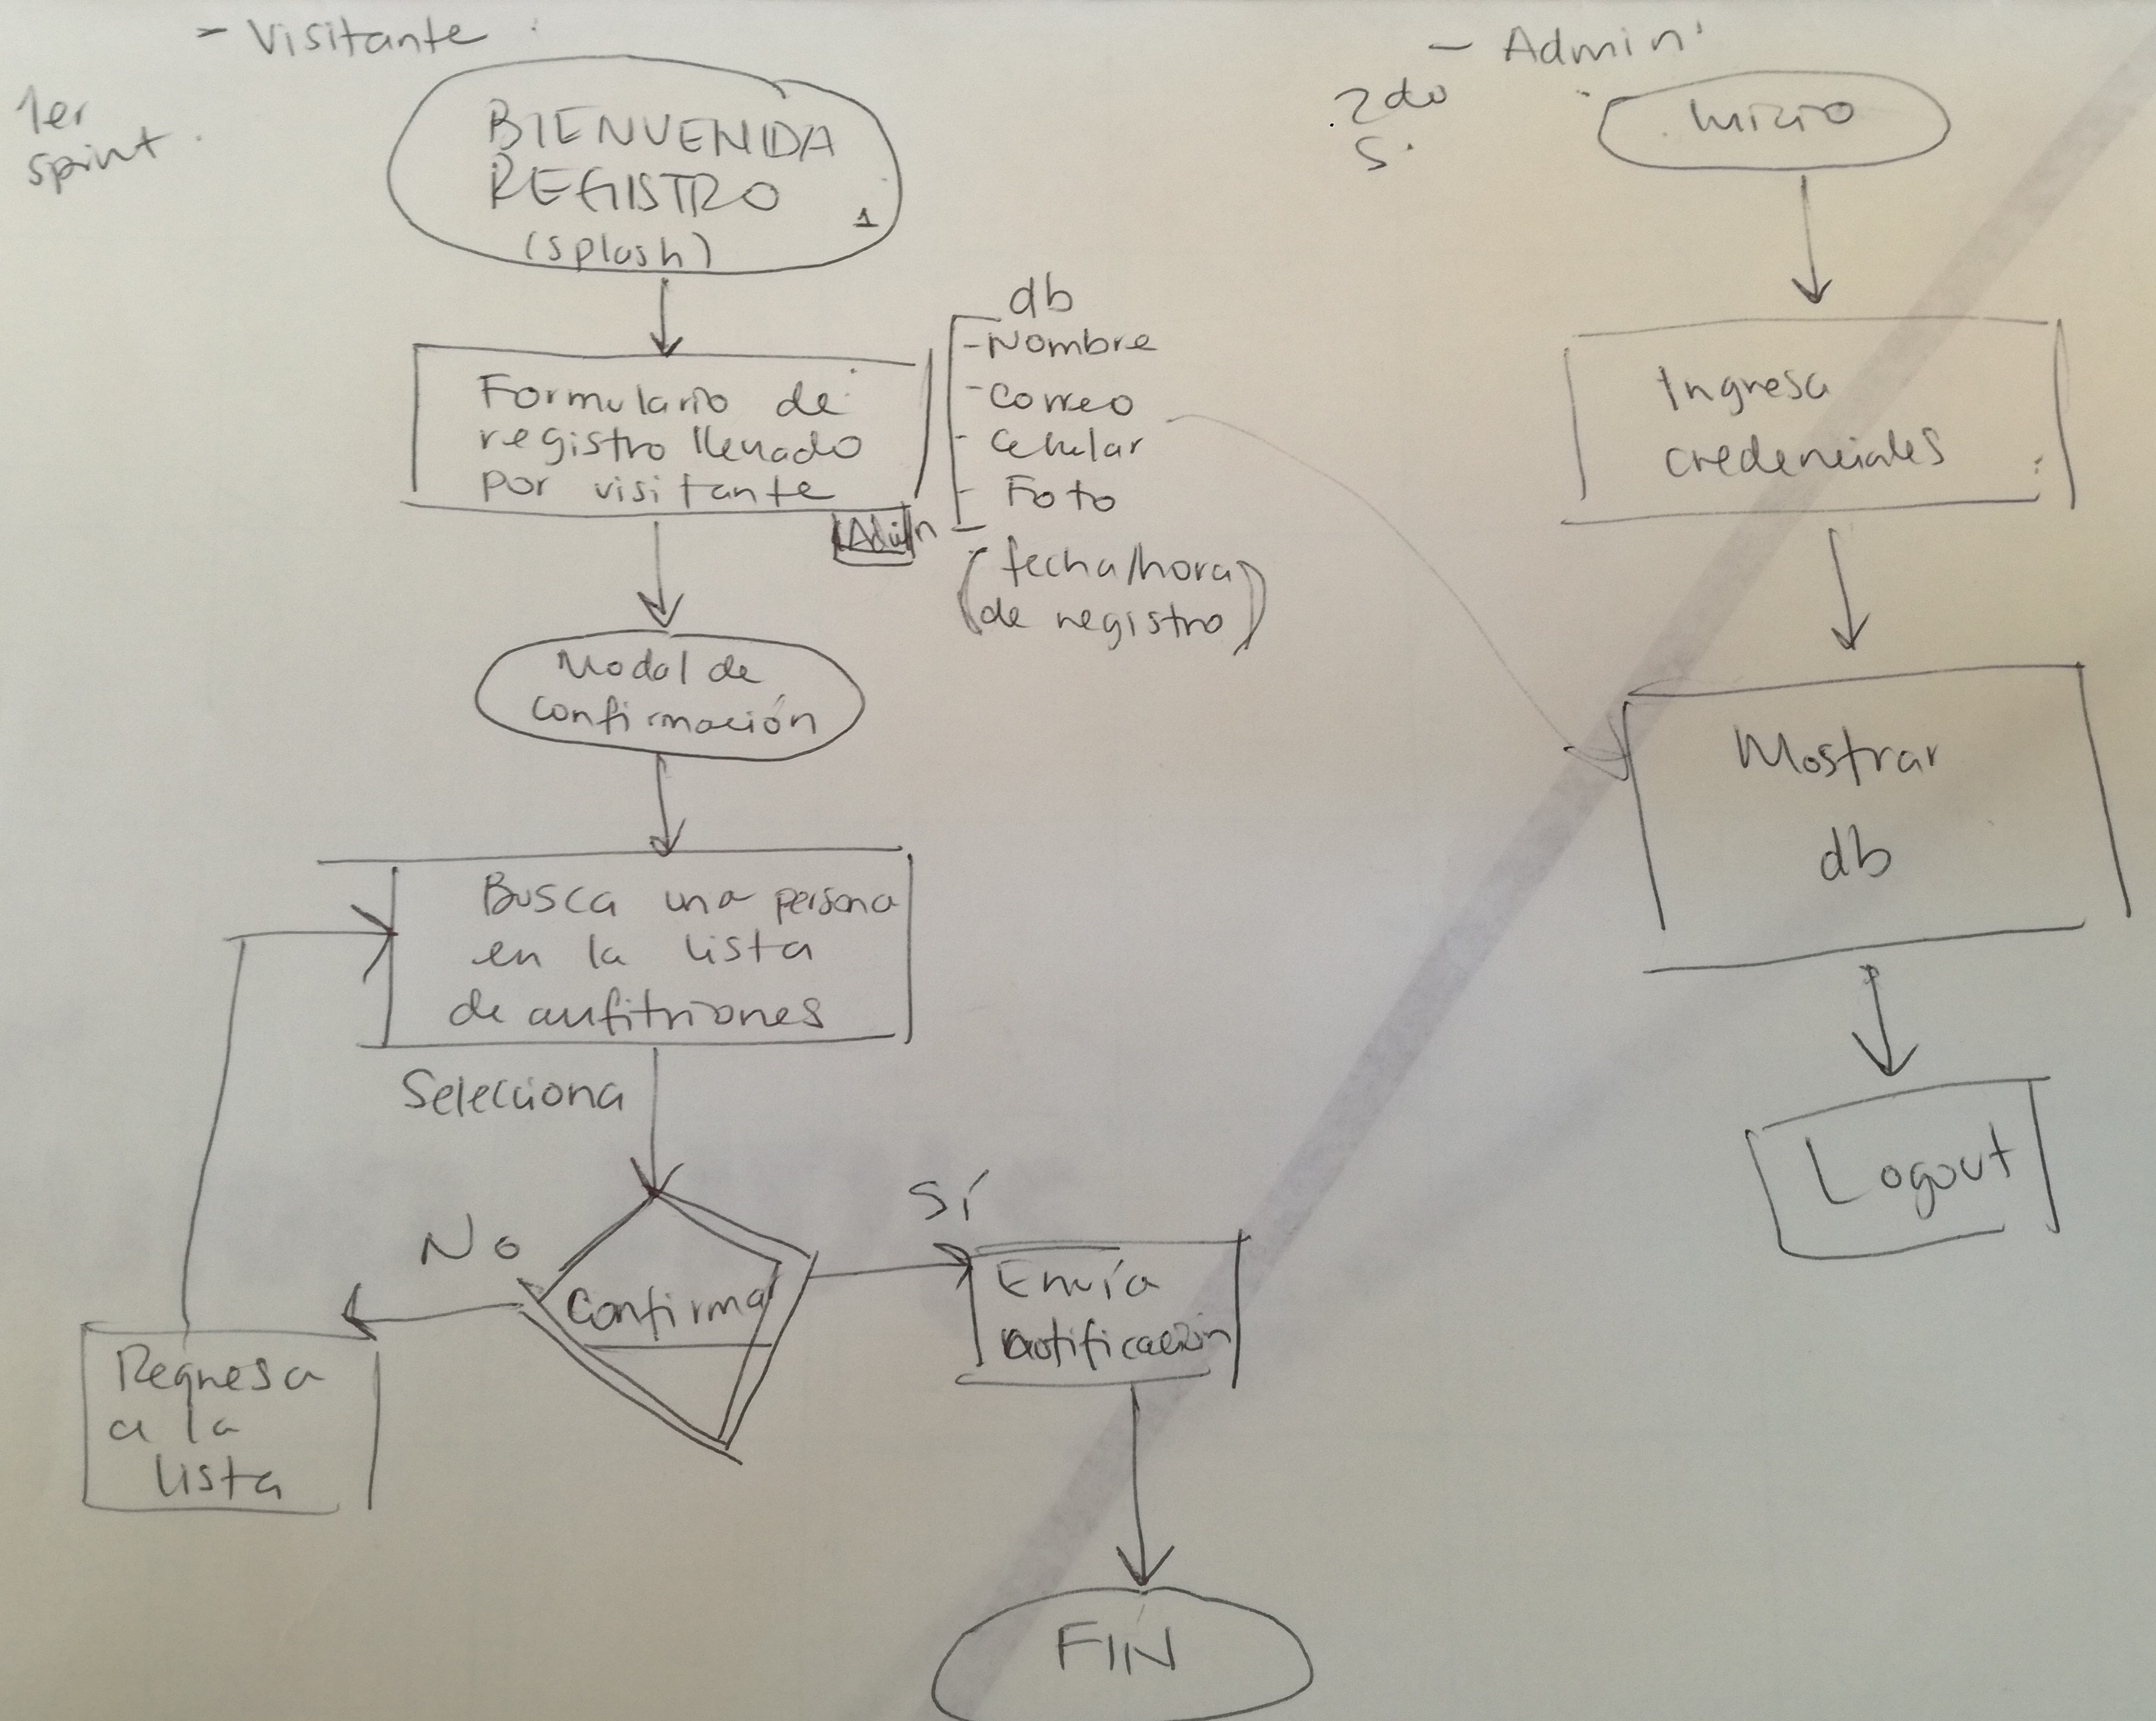 - Visitante
1er
sprint
BIENVENIDA
REGISTRO
(splash)
1
Formulario de
registro llenado
por visitante
Admin
db
- Nombre
- Correo
- Celular
- Foto
(fecha/hora
de registro)
Modal de
confirmación
Busca una persona
en la lista
de anfitriones
Selecciona
No
Confirma
Sí
Regresa
a la
lista
Envía
notificación
FIN
- Admin
2do
S.
Inicio
Ingresa
credenciales
Mostrar
db
Logout